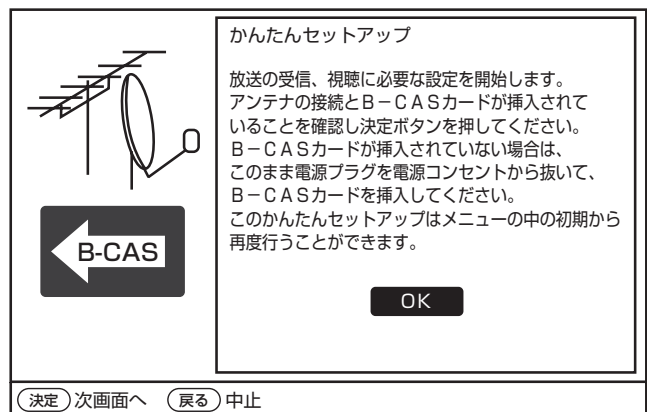 かんたんセットアップ
放送の受信、視聴に必要な設定を開始します。
アンテナの接続とＢ－ＣＡＳカードが挿入されて
いることを確認し決定ボタンを押してください。
Ｂ－ＣＡＳカードが挿入されていない場合は、
このまま電源プラグを電源コンセントから抜いて、
Ｂ－ＣＡＳカードを挿入してください。
このかんたんセットアップはメニューの中の初期から
再度行うことができます。
B-CAS
OK
決定 次画面へ 戻る 中止